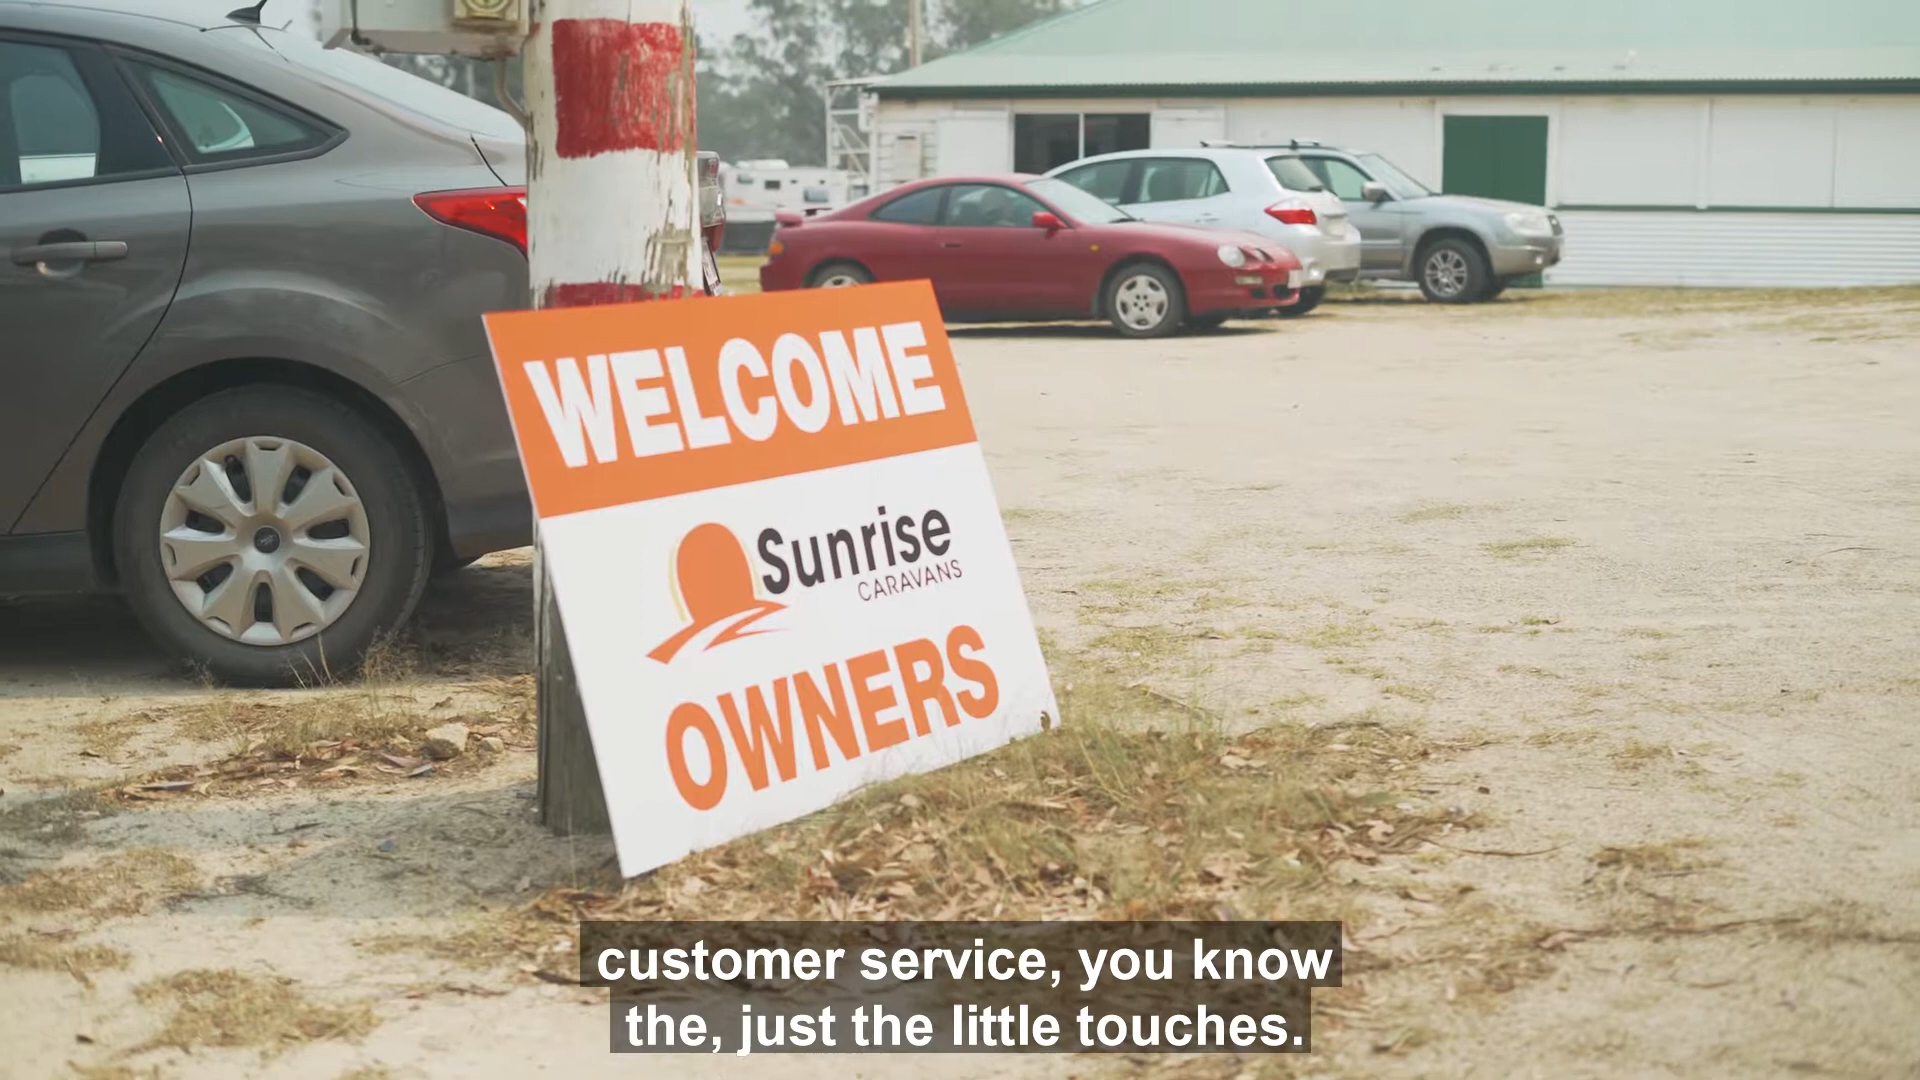 WELCOME
Sunrise
CARAVANS
OWNERS
customer service, you know
the, just the little touches.